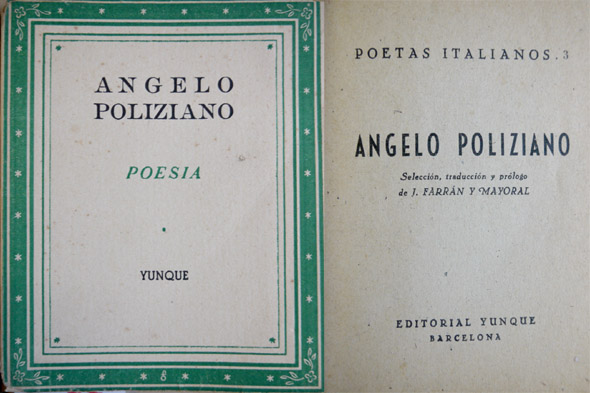 ANGELO
POLIZIANO
POESIA
YUNQUE
POETAS ITALIANOS. 3
ANGELO POLIZIANO
Selección, traducción y prólogo
de J. FARRÁN Y MAYORAL
EDITORIAL YUNQUE
BARCELONA